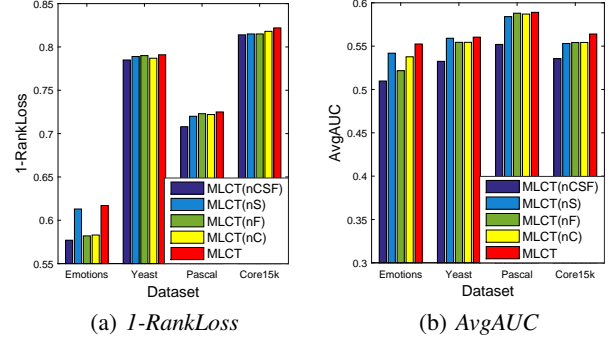 0.85
0.8
0.75
0.7
0.65
0.6
0.55
1-RankLoss
MLCT(nCSF)
MLCT(nS)
MLCT(nF)
MLCT(nC)
MLCT
Emotions Yeast Pascal Core15k
Dataset
(a) 1-RankLoss
0.6
0.55
0.5
0.45
0.4
0.35
0.3
AvgAUC
MLCT(nCSF)
MLCT(nS)
MLCT(nF)
MLCT(nC)
MLCT
Emotions Yeast Pascal Core15k
Dataset
(b) AvgAUC